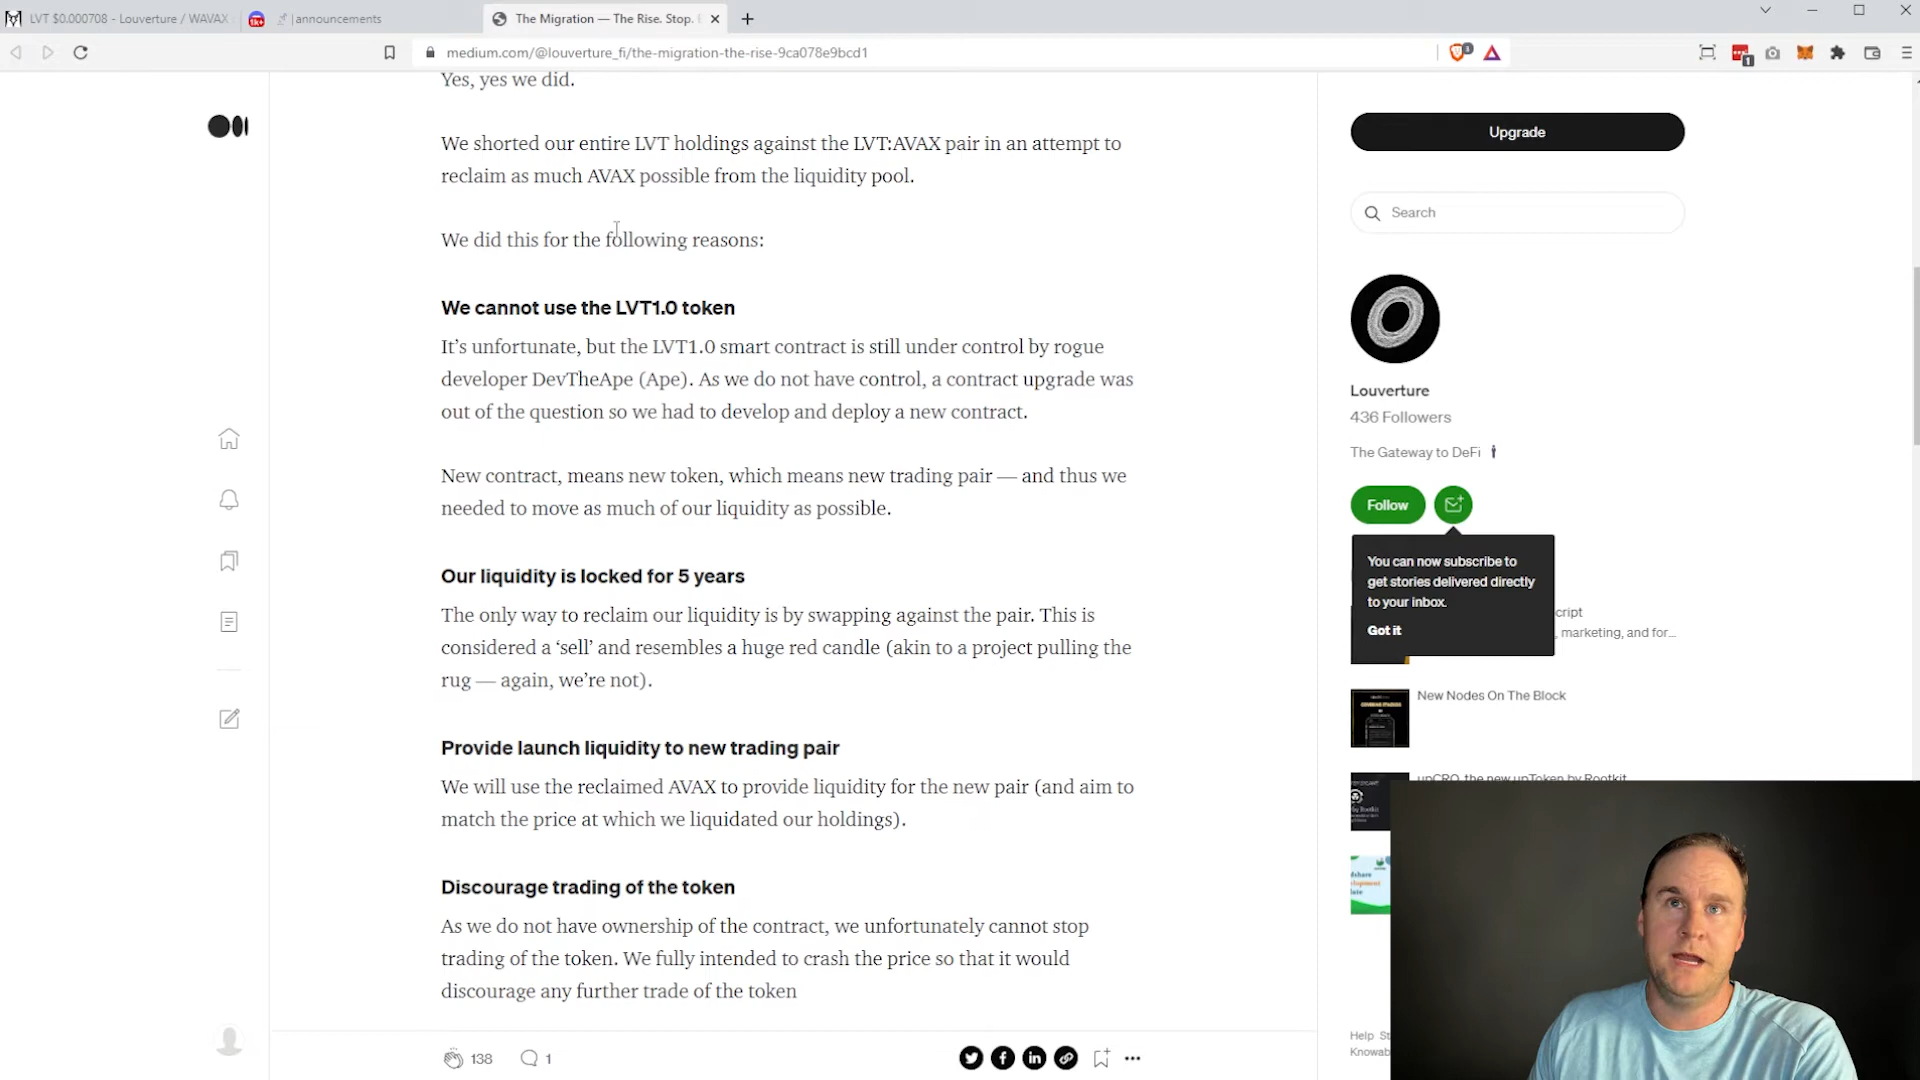 LVT $0.000708 - Louverture / WAVAX
1k+
announcements
The Migration — The Rise. Stop.
medium.com/@louverture_fi/the-migration-the-rise-9ca078e9bcd1
Yes, yes we did.
We shorted our entire LVT holdings against the LVT:AVAX pair in an attempt to
reclaim as much AVAX possible from the liquidity pool.
We did this for the following reasons:
We cannot use the LVT1.0 token
It’s unfortunate, but the LVT1.0 smart contract is still under control by rogue
developer DevTheApe (Ape). As we do not have control, a contract upgrade was
out of the question so we had to develop and deploy a new contract.
New contract, means new token, which means new trading pair — and thus we
needed to move as much of our liquidity as possible.
Our liquidity is locked for 5 years
The only way to reclaim our liquidity is by swapping against the pair. This is
considered a ‘sell’ and resembles a huge red candle (akin to a project pulling the
rug — again, we’re not).
Provide launch liquidity to new trading pair
We will use the reclaimed AVAX to provide liquidity for the new pair (and aim to
match the price at which we liquidated our holdings).
Discourage trading of the token
As we do not have ownership of the contract, we unfortunately cannot stop
trading of the token. We fully intended to crash the price so that it would
discourage any further trade of the token
138
1
Upgrade
Search
Louverture
436 Followers
The Gateway to DeFi
Follow
You can now subscribe to
get stories delivered directly
to your inbox.
Got it
cript
, marketing, and for...
New Nodes On The Block
upCRO, the new upToken by Rootkit
Help
Knowab